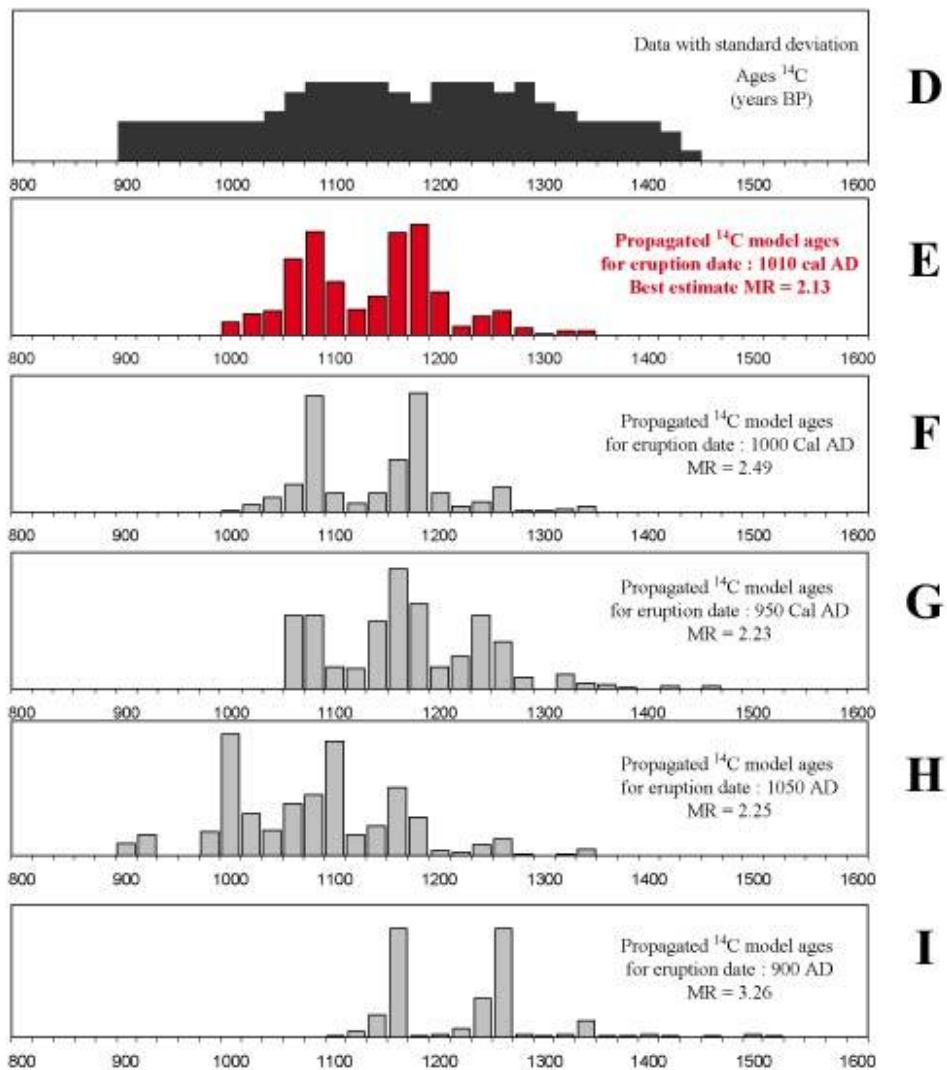 Data with standard deviation
Ages ¹⁴C
(years BP)
D
800 900 1000 1100 1200 1300 1400 1500 1600
Propagated ¹⁴C model ages
for eruption date : 1010 cal AD
Best estimate MR = 2.13
E
800 900 1000 1100 1200 1300 1400 1500 1600
Propagated ¹⁴C model ages
for eruption date : 1000 Cal AD
MR = 2.49
F
800 900 1000 1100 1200 1300 1400 1500 1600
Propagated ¹⁴C model ages
for eruption date : 950 Cal AD
MR = 2.23
G
800 900 1000 1100 1200 1300 1400 1500 1600
Propagated ¹⁴C model ages
for eruption date : 1050 AD
MR = 2.25
H
800 900 1000 1100 1200 1300 1400 1500 1600
Propagated ¹⁴C model ages
for eruption date : 900 AD
MR = 3.26
I
800 900 1000 1100 1200 1300 1400 1500 1600